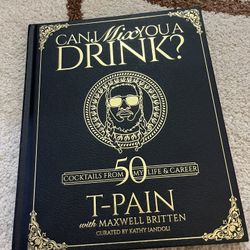 CAN I Mix YOU A
DRINK?
COCKTAILS FROM 50 MY LIFE & CAREER
T-PAIN
with MAXWELL BRITTEN
CURATED BY KATHY IANDOLI